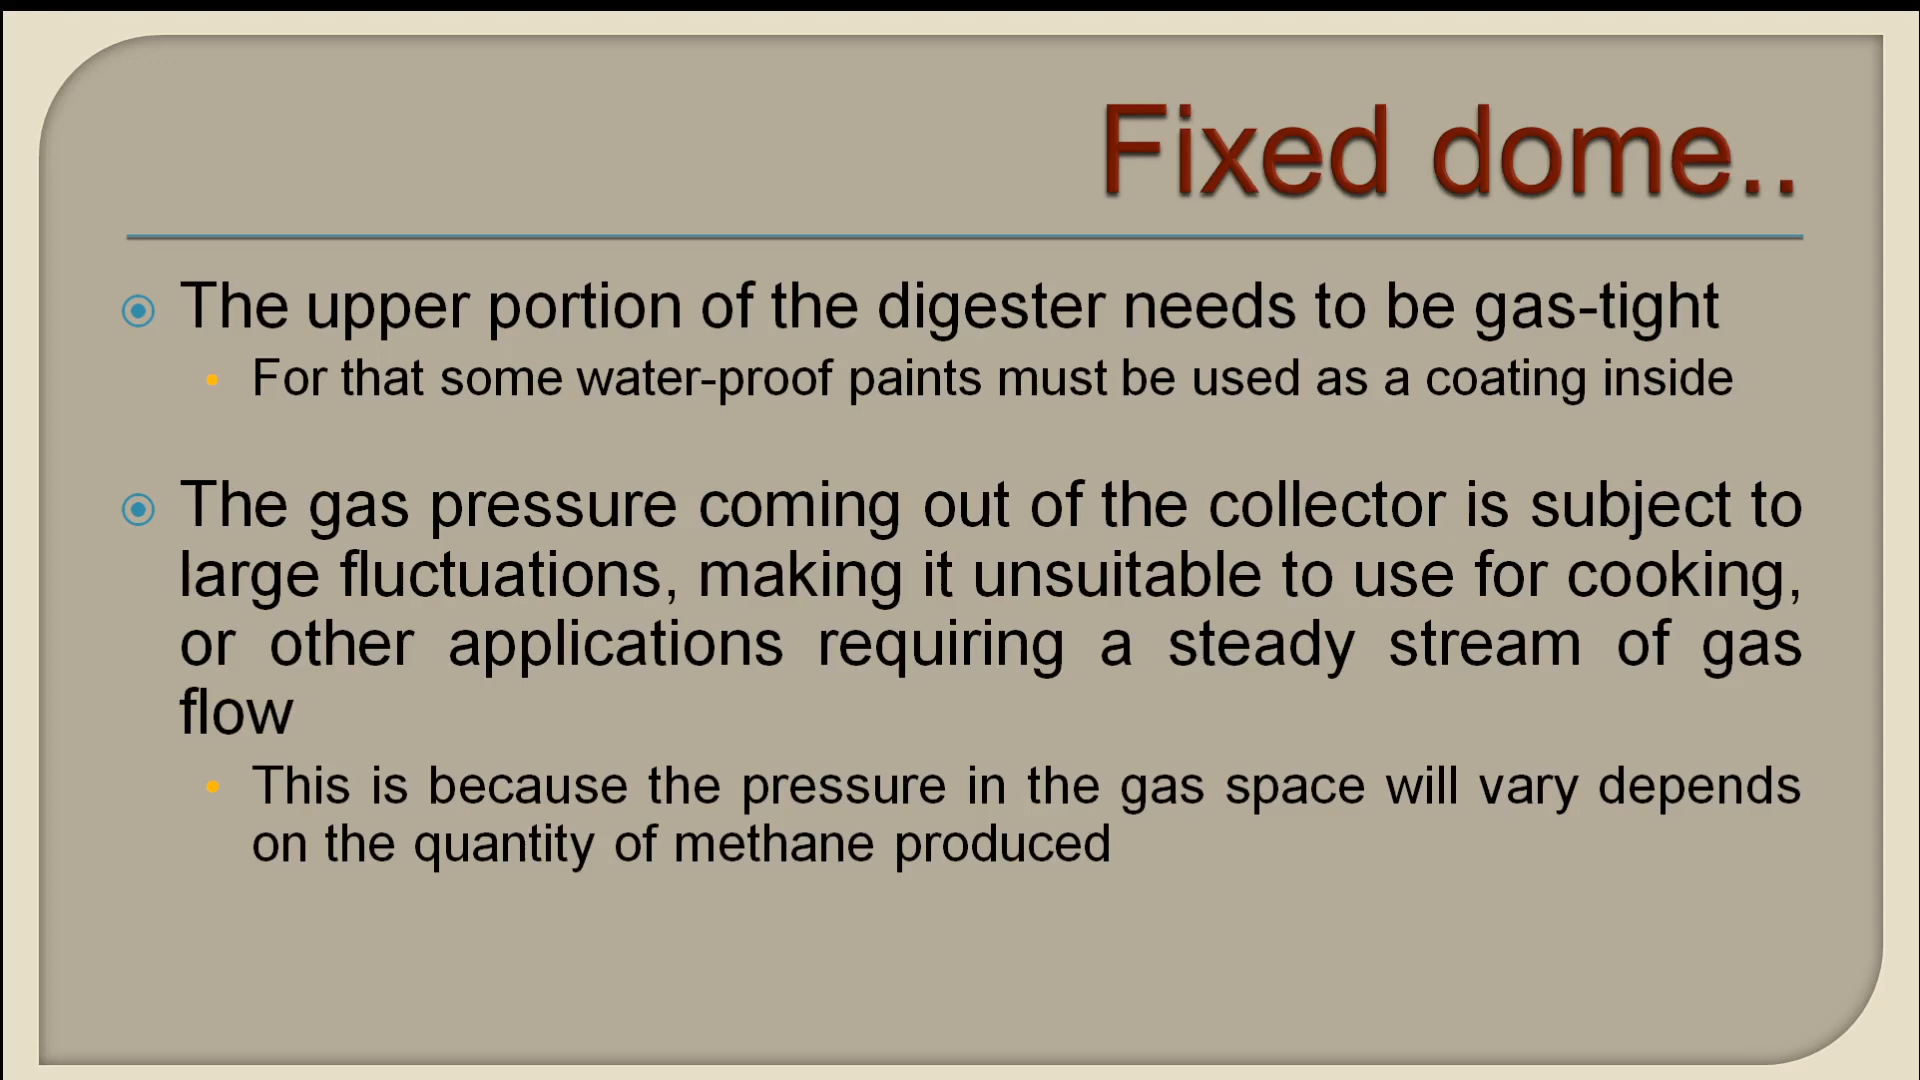 Fixed dome..
The upper portion of the digester needs to be gas-tight
For that some water-proof paints must be used as a coating inside
The gas pressure coming out of the collector is subject to
large fluctuations, making it unsuitable to use for cooking,
or other applications requiring a steady stream of gas
flow
This is because the pressure in the gas space will vary depends
on the quantity of methane produced